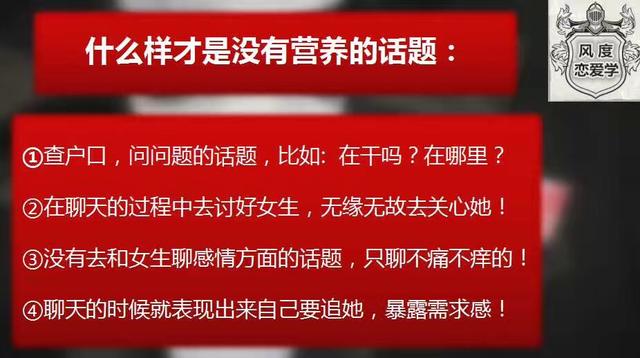 什么样才是没有营养的话题：
风度
恋爱学
①查户口，问问题的话题，比如: 在干吗？在哪里？
②在聊天的过程中去讨好女生，无缘无故去关心她！
③没有去和女生聊感情方面的话题，只聊不痛不痒的！
④聊天的时候就表现出来自己要追她，暴露需求感！